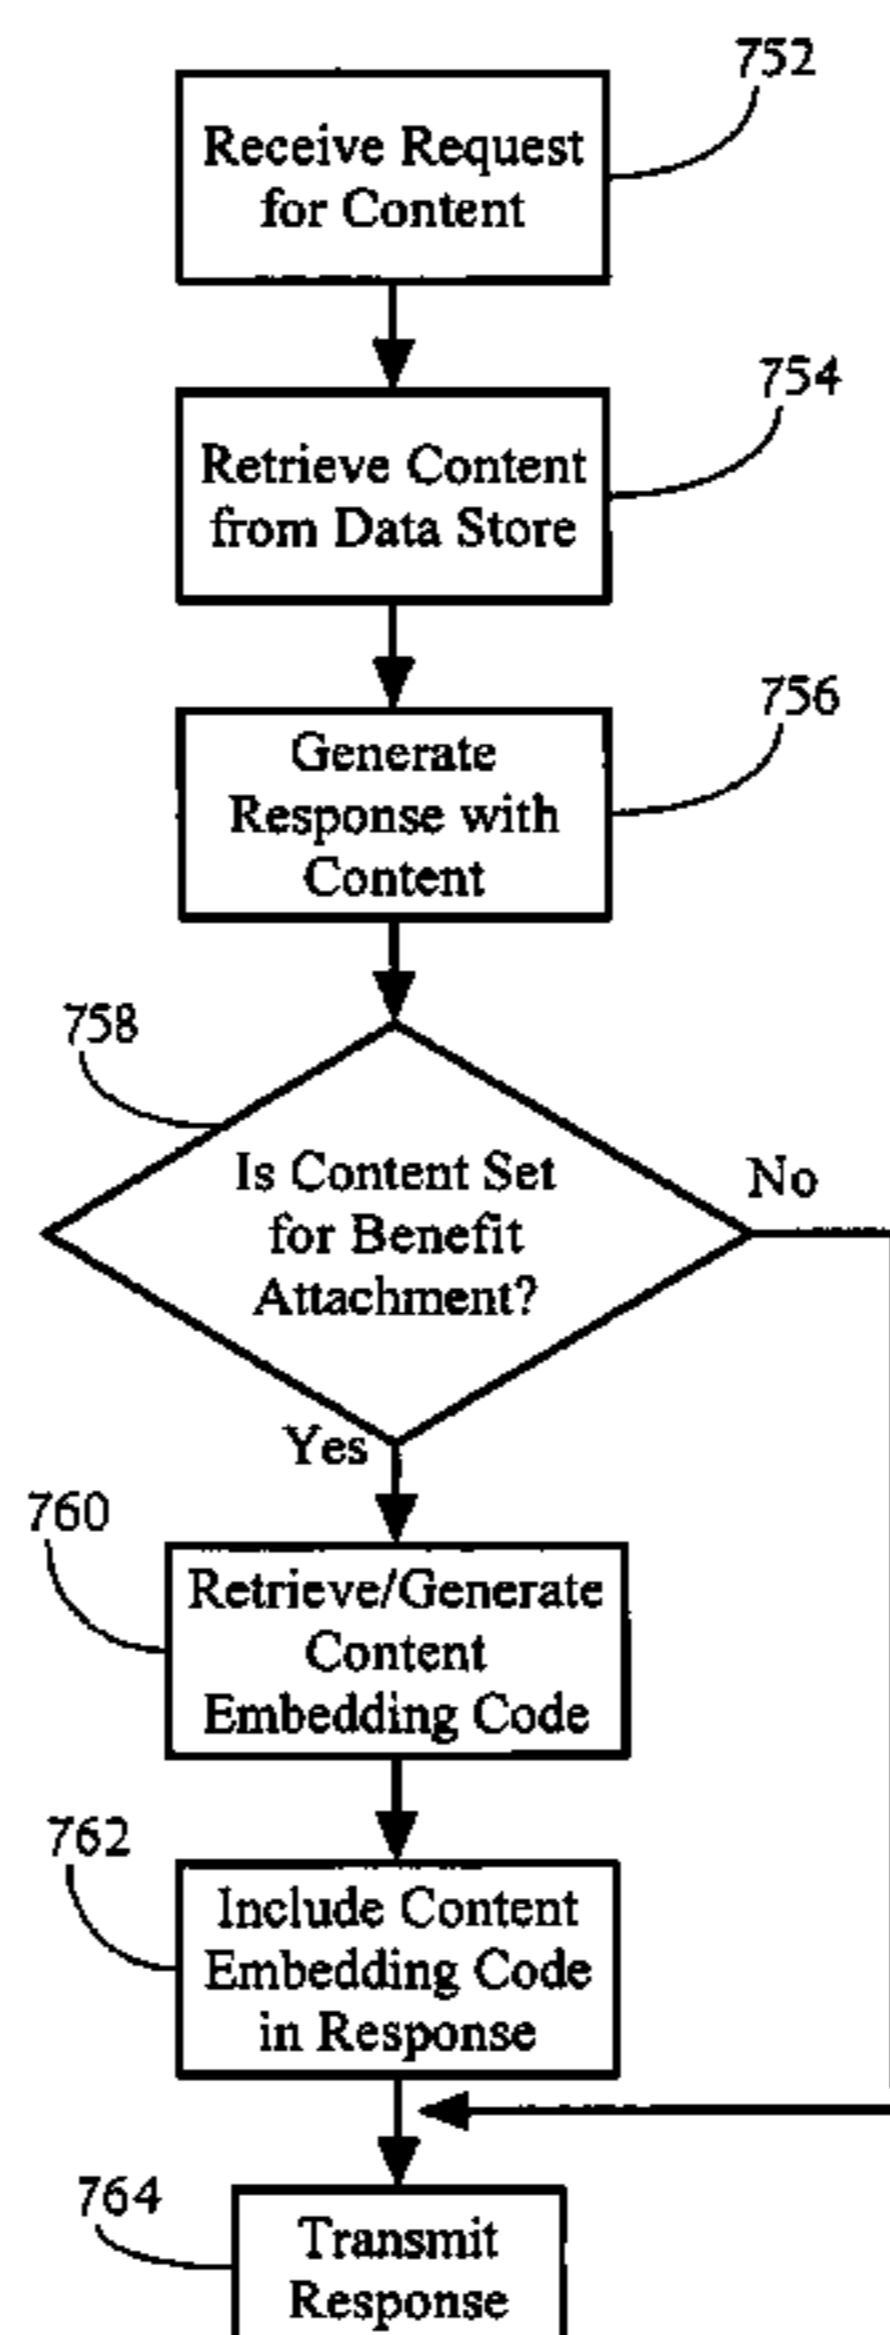 752
Receive Request
for Content
754
Retrieve Content
from Data Store
756
Generate
Response with
Content
758
Is Content Set
for Benefit
Attachment?
No
Yes
760
Retrieve/Generate
Content
Embedding Code
762
Include Content
Embedding Code
in Response
764
Transmit
Response